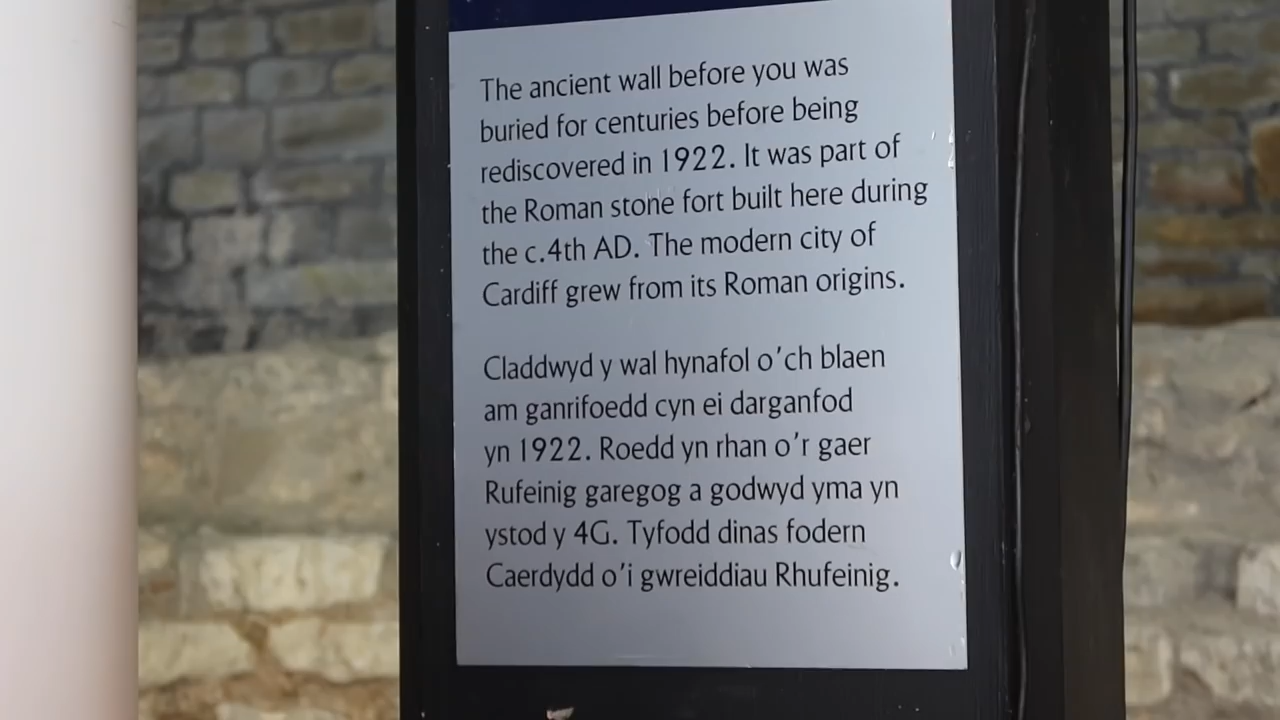 The ancient wall before you was
buried for centuries before being
rediscovered in 1922. It was part of
the Roman stone fort built here during
the c.4th AD. The modern city of
Cardiff grew from its Roman origins.
Claddwyd y wal hynafol o'ch blaen
am ganrifoedd cyn ei darganfod
yn 1922. Roedd yn rhan o'r gaer
Rufeinig garegog a godwyd yma yn
ystod y 4G. Tyfodd dinas fodern
Caerdydd o'i gwreiddiau Rhufeinig.